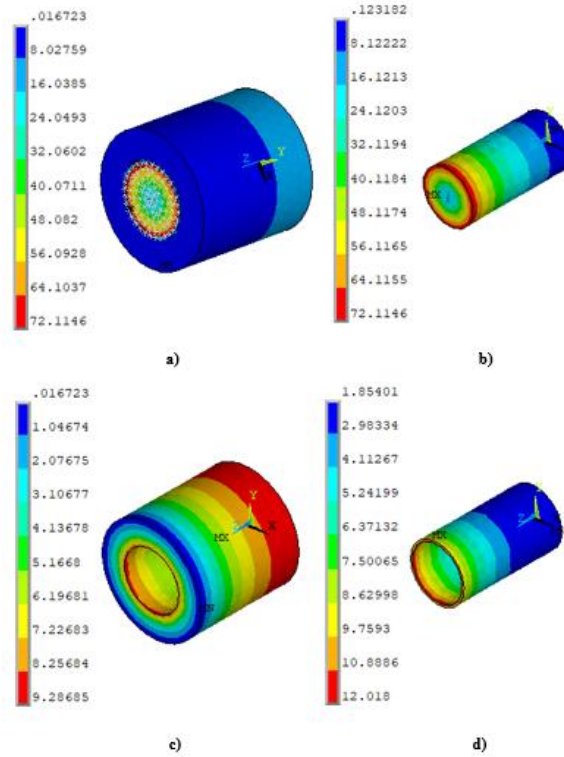 .016723
8.02759
16.0385
24.0493
32.0602
40.0711
48.082
56.0928
64.1037
72.1146
Z
Y
a)
.123182
8.12222
16.1213
24.1203
32.1194
40.1184
48.1174
56.1165
64.1155
72.1146
Y
MX
b)
.016723
1.04674
2.07675
3.10677
4.13678
5.1668
6.19681
7.22683
8.25684
9.28685
Y
MX
X
c)
1.85401
2.98334
4.11267
5.24199
6.37132
7.50065
8.62998
9.7593
10.8886
12.018
Y
Z
X
MX
d)